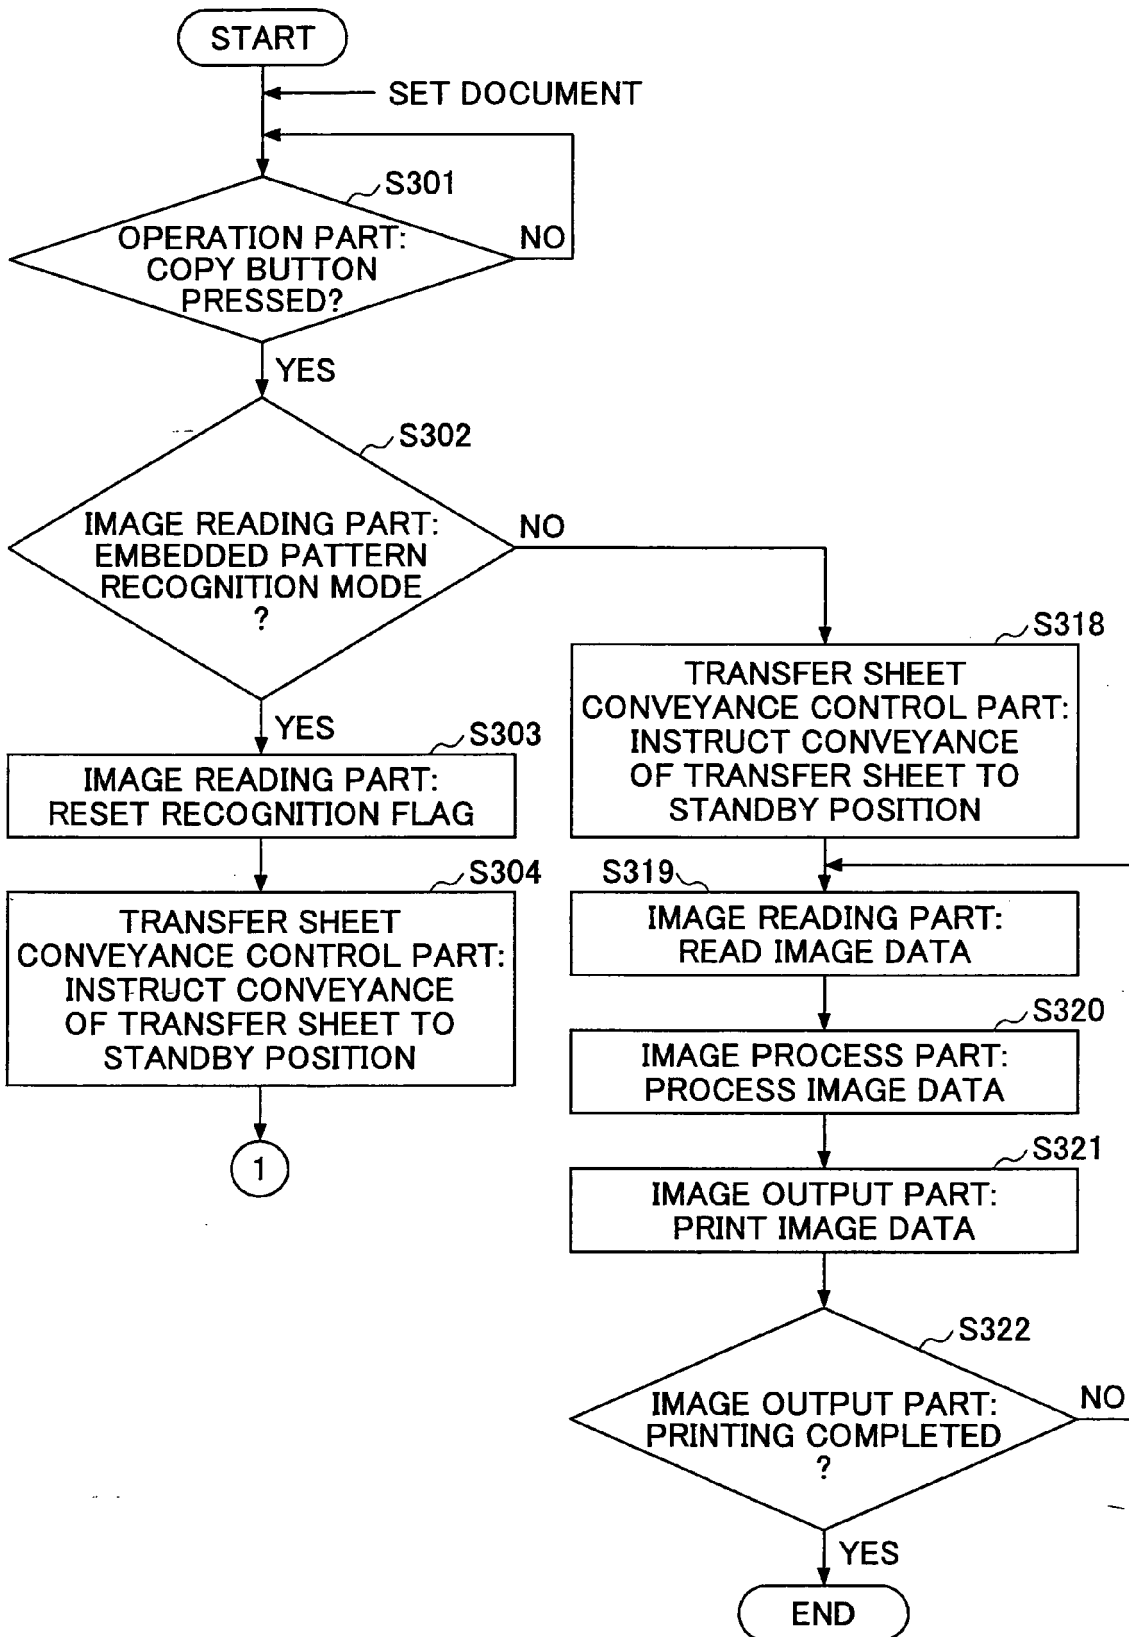 START
SET DOCUMENT
S301
OPERATION PART:
COPY BUTTON
PRESSED?
NO
YES
S302
IMAGE READING PART:
EMBEDDED PATTERN
RECOGNITION MODE
?
NO
YES
S303
IMAGE READING PART:
RESET RECOGNITION FLAG
S304
TRANSFER SHEET
CONVEYANCE CONTROL PART:
INSTRUCT CONVEYANCE
OF TRANSFER SHEET TO
STANDBY POSITION
1
S318
TRANSFER SHEET
CONVEYANCE CONTROL PART:
INSTRUCT CONVEYANCE
OF TRANSFER SHEET TO
STANDBY POSITION
S319
IMAGE READING PART:
READ IMAGE DATA
S320
IMAGE PROCESS PART:
PROCESS IMAGE DATA
S321
IMAGE OUTPUT PART:
PRINT IMAGE DATA
S322
IMAGE OUTPUT PART:
PRINTING COMPLETED
?
NO
YES
END